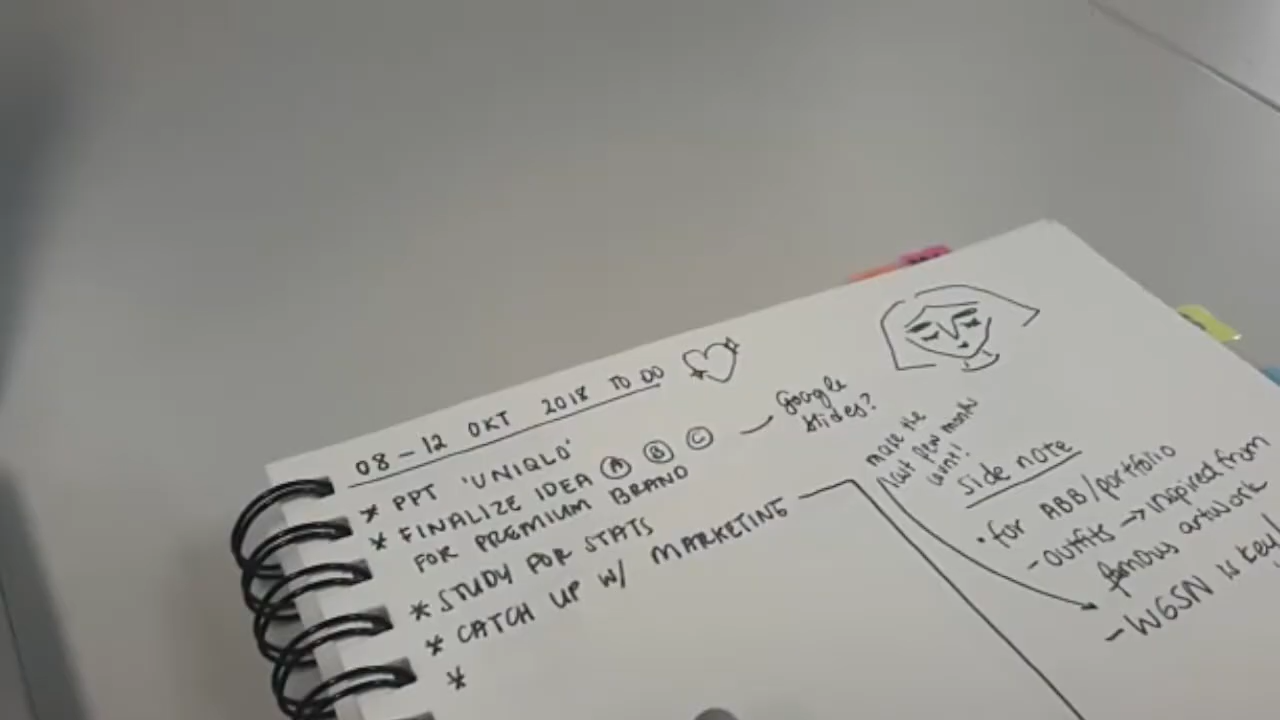 08 - 12 OKT 2018 TO DO
* PPT 'UNIQLO'
* FINALIZE IDEA A B C — Google
slides?
FOR PREMIUM BRAND
* STUDY FOR STATS
* CATCH UP W/ MARKETING
*
make the
last few months
count!
side note
• for ABB/portfolio
- outfits → inspired from
famous artwork
- WGSN is key!